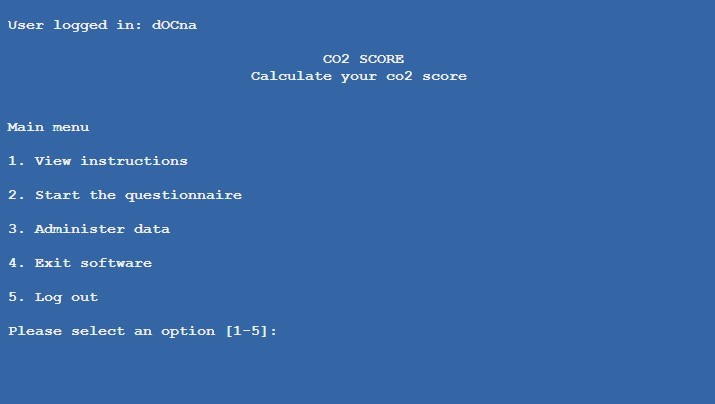 User logged in: dOCna
CO2 SCORE
Calculate your co2 score
Main menu
1. View instructions
2. Start the questionnaire
3. Administer data
4. Exit software
5. Log out
Please select an option [1-5]: